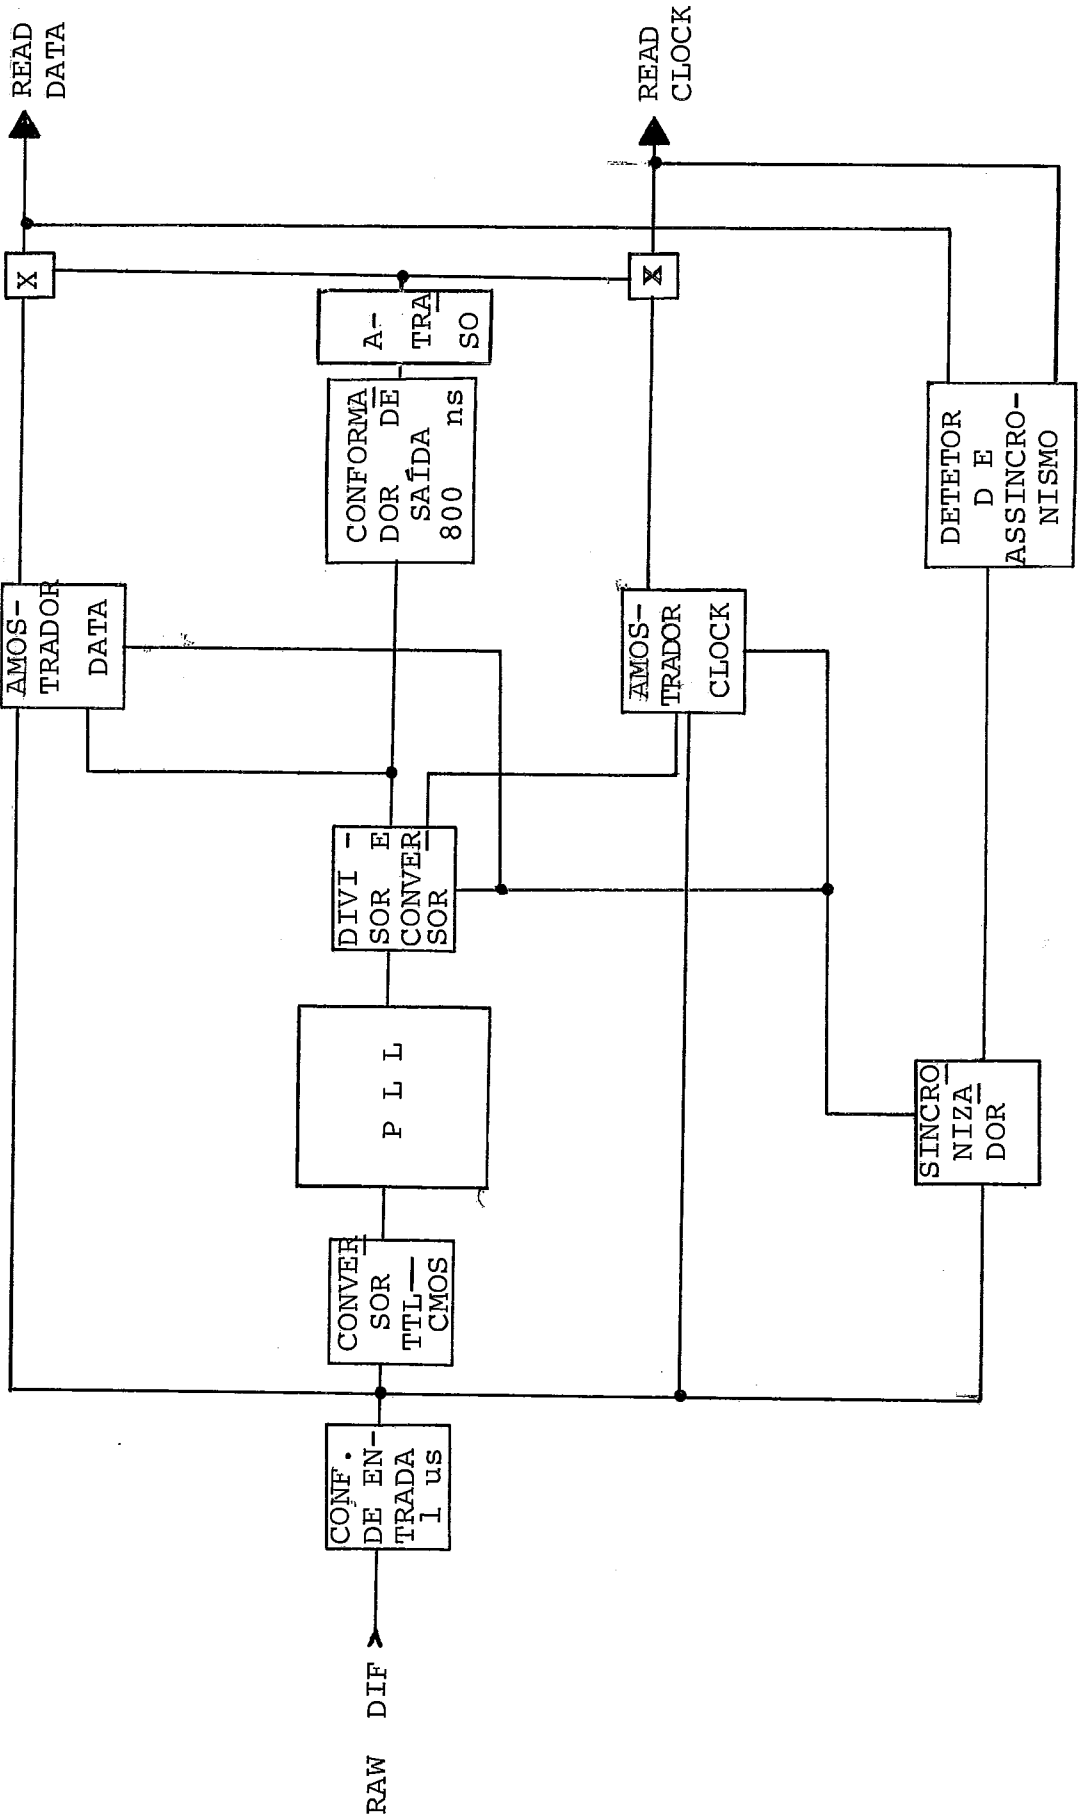 RAW DIF
CONF.
DE EN-
TRADA
1 us
CONVER
SOR
TTL—
CMOS
P L L
DIVI -
SOR E
CONVER
SOR
AMOS-
TRADOR
DATA
CONFORMA
DOR DE
SAÍDA
800 ns
A-
TRA
SO
X
READ
DATA
AMOS-
TRADOR
CLOCK
X
READ
CLOCK
SINCRO
NIZA
DOR
DETETOR
D E
ASSINCRO-
NISMO